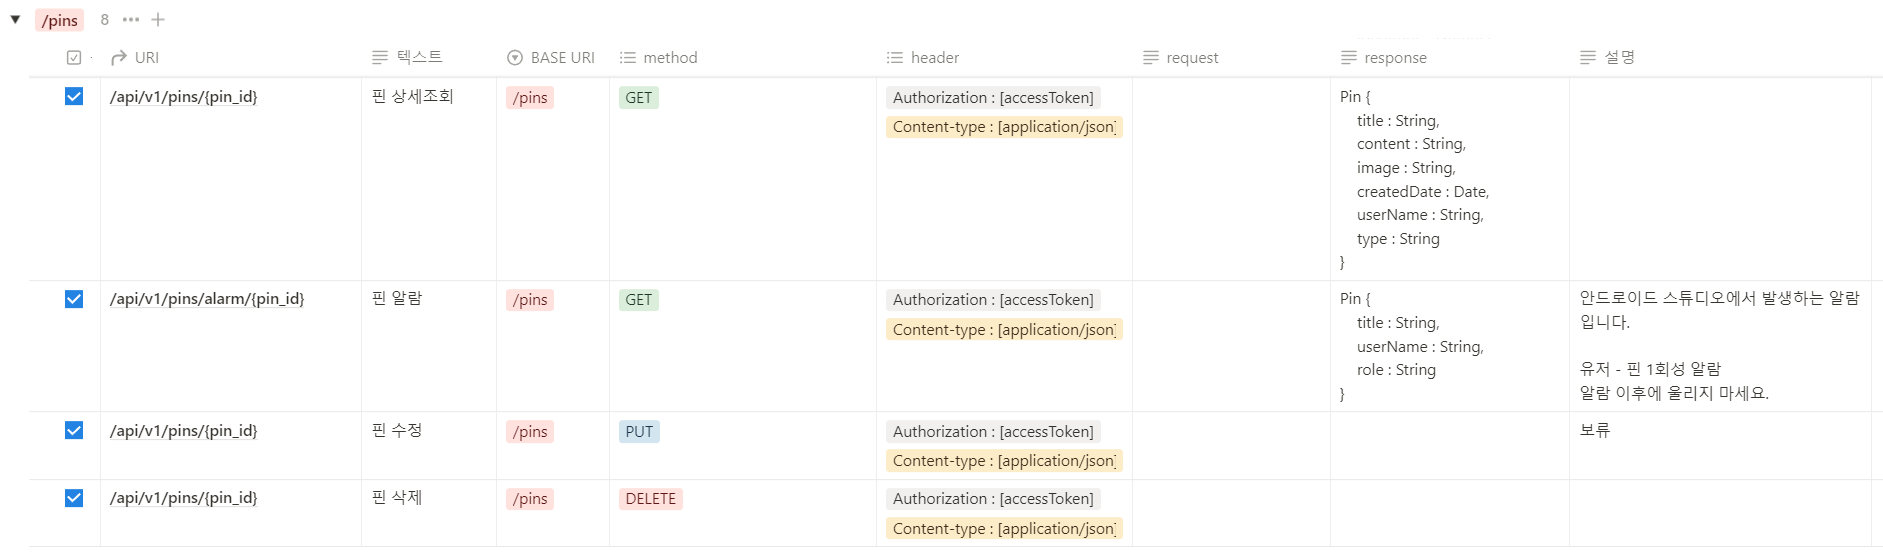 /pins 8
URI 텍스트 BASE URI method header request response 설명
/api/v1/pins/{pin_id} 핀 상세조회 /pins GET Authorization : [accessToken] Pin {
Content-type : [application/json] title : String,
content : String,
image : String,
createdDate : Date,
userName : String,
type : String
}
/api/v1/pins/alarm/{pin_id} 핀 알람 /pins GET Authorization : [accessToken] Pin { 안드로이드 스튜디오에서 발생하는 알람
Content-type : [application/json] title : String, 입니다.
userName : String,
role : String 유저 - 핀 1회성 알람
} 알람 이후에 울리지 마세요.
/api/v1/pins/{pin_id} 핀 수정 /pins PUT Authorization : [accessToken] 보류
Content-type : [application/json]
/api/v1/pins/{pin_id} 핀 삭제 /pins DELETE Authorization : [accessToken]
Content-type : [application/json]